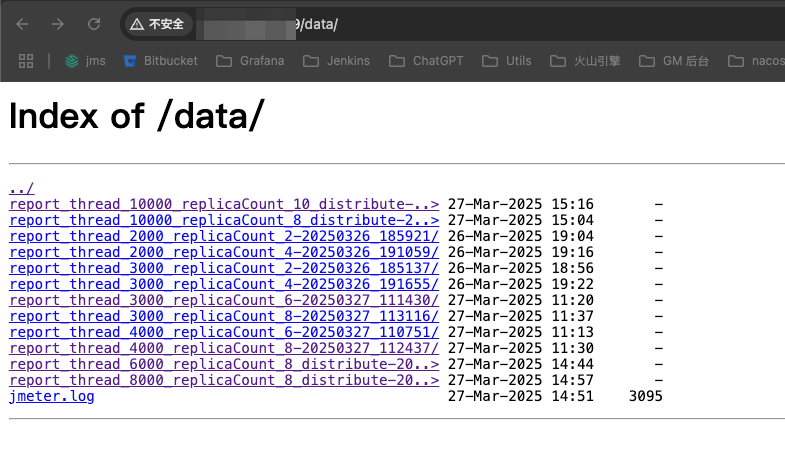 不安全 9/data/
jms Bitbucket Grafana Jenkins ChatGPT Utils 火山引擎 GM 后台 nacos
Index of /data/
../
report_thread_10000_replicaCount_10_distribute-..> 27-Mar-2025 15:16 -
report_thread_10000_replicaCount_8_distribute-2..> 27-Mar-2025 15:04 -
report_thread_2000_replicaCount_2-20250326_185921/ 26-Mar-2025 19:04 -
report_thread_2000_replicaCount_4-20250326_191059/ 26-Mar-2025 19:16 -
report_thread_3000_replicaCount_2-20250326_185137/ 26-Mar-2025 18:56 -
report_thread_3000_replicaCount_4-20250326_191655/ 26-Mar-2025 19:22 -
report_thread_3000_replicaCount_6-20250327_111430/ 27-Mar-2025 11:20 -
report_thread_3000_replicaCount_8-20250327_113116/ 27-Mar-2025 11:37 -
report_thread_4000_replicaCount_6-20250327_110751/ 27-Mar-2025 11:13 -
report_thread_4000_replicaCount_8-20250327_112437/ 27-Mar-2025 11:30 -
report_thread_6000_replicaCount_8_distribute-20..> 27-Mar-2025 14:44 -
report_thread_8000_replicaCount_8_distribute-20..> 27-Mar-2025 14:57 -
jmeter.log 27-Mar-2025 14:51 3095